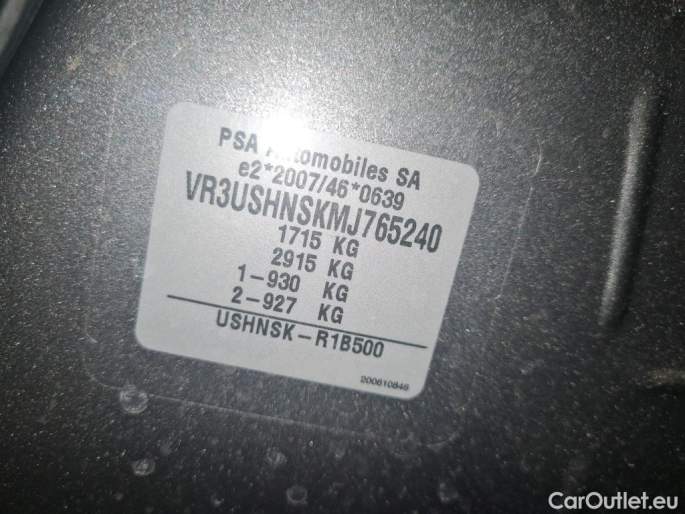 PSA Automobiles SA
e2*2007/46*0639
VR3USHNSKMJ765240
1715 KG
2915 KG
1-930 KG
2-927 KG
USHNSK-R1B500
200610846
CarOutlet.eu